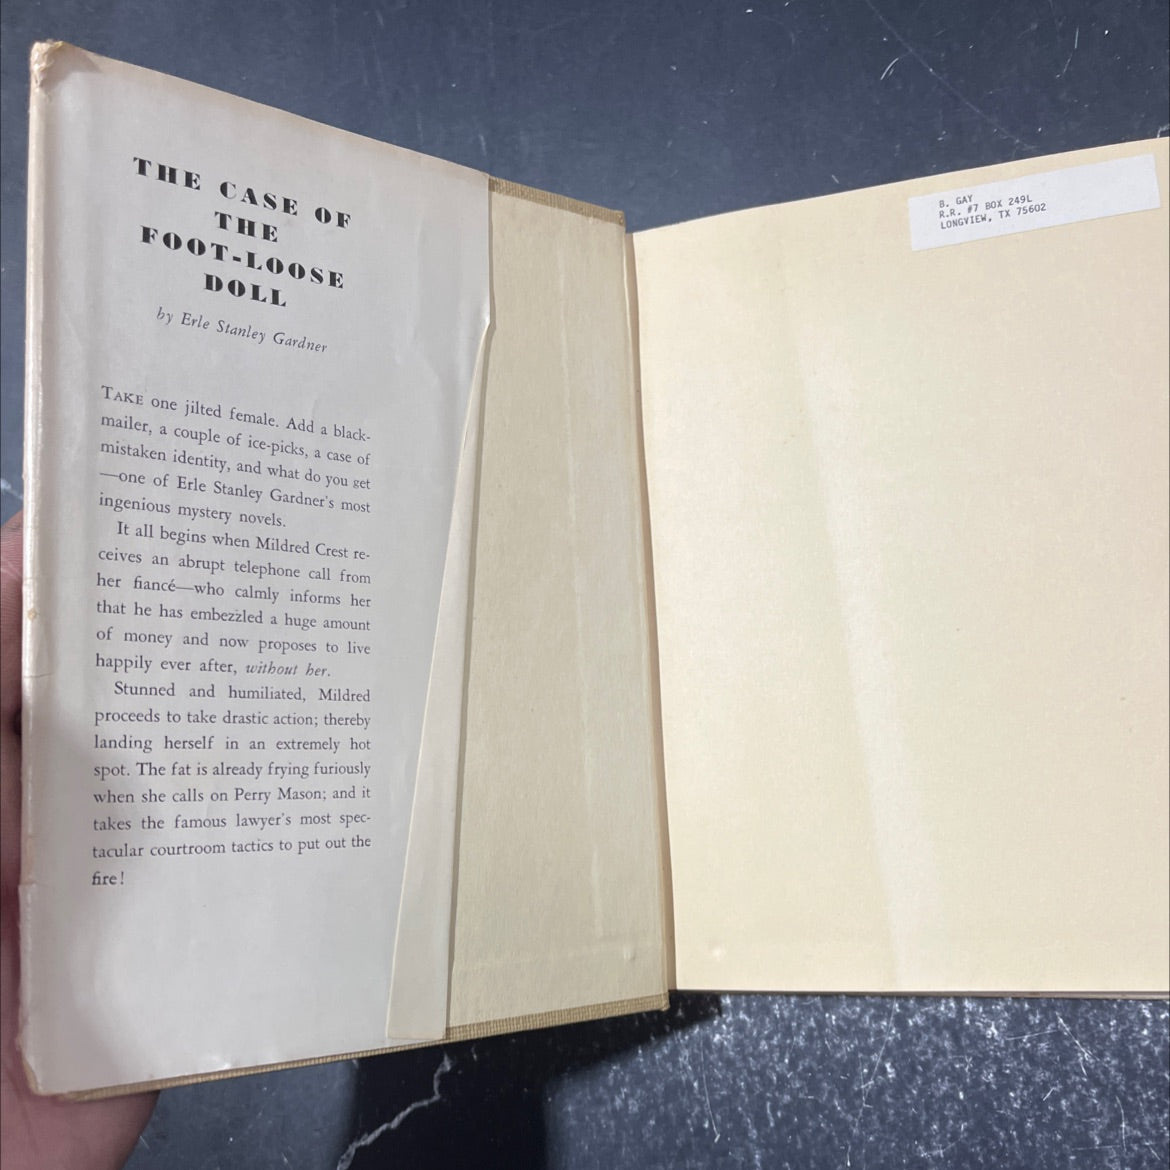 THE CASE OF
THE
FOOT-LOOSE
DOLL
by Erle Stanley Gardner
TAKE one jilted female. Add a black-
mailer, a couple of ice-picks, a case of
mistaken identity, and what do you get
—one of Erle Stanley Gardner's most
ingenious mystery novels.
It all begins when Mildred Crest re-
ceives an abrupt telephone call from
her fiancé—who calmly informs her
that he has embezzled a huge amount
of money and now proposes to live
happily ever after, without her.
Stunned and humiliated, Mildred
proceeds to take drastic action; thereby
landing herself in an extremely hot
spot. The fat is already frying furiously
when she calls on Perry Mason; and it
takes the famous lawyer's most spec-
tacular courtroom tactics to put out the
fire!
B. GAY
R.R. #7 BOX 249L
LONGVIEW, TX 75602